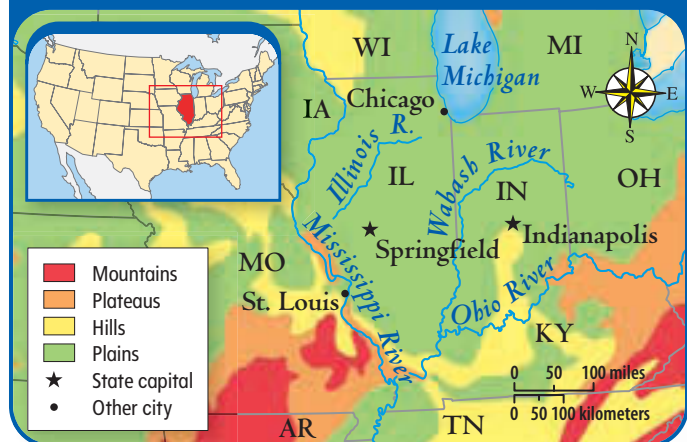 WI
Lake
Michigan
MI
N
W
E
S
IA
Chicago
Illinois R.
IL
Wabash River
IN
OH
Mississippi River
Springfield
Indianapolis
MO
St. Louis
Ohio River
KY
AR
TN
Mountains
Plateaus
Hills
Plains
State capital
Other city
0 50 100 miles
0 50 100 kilometers